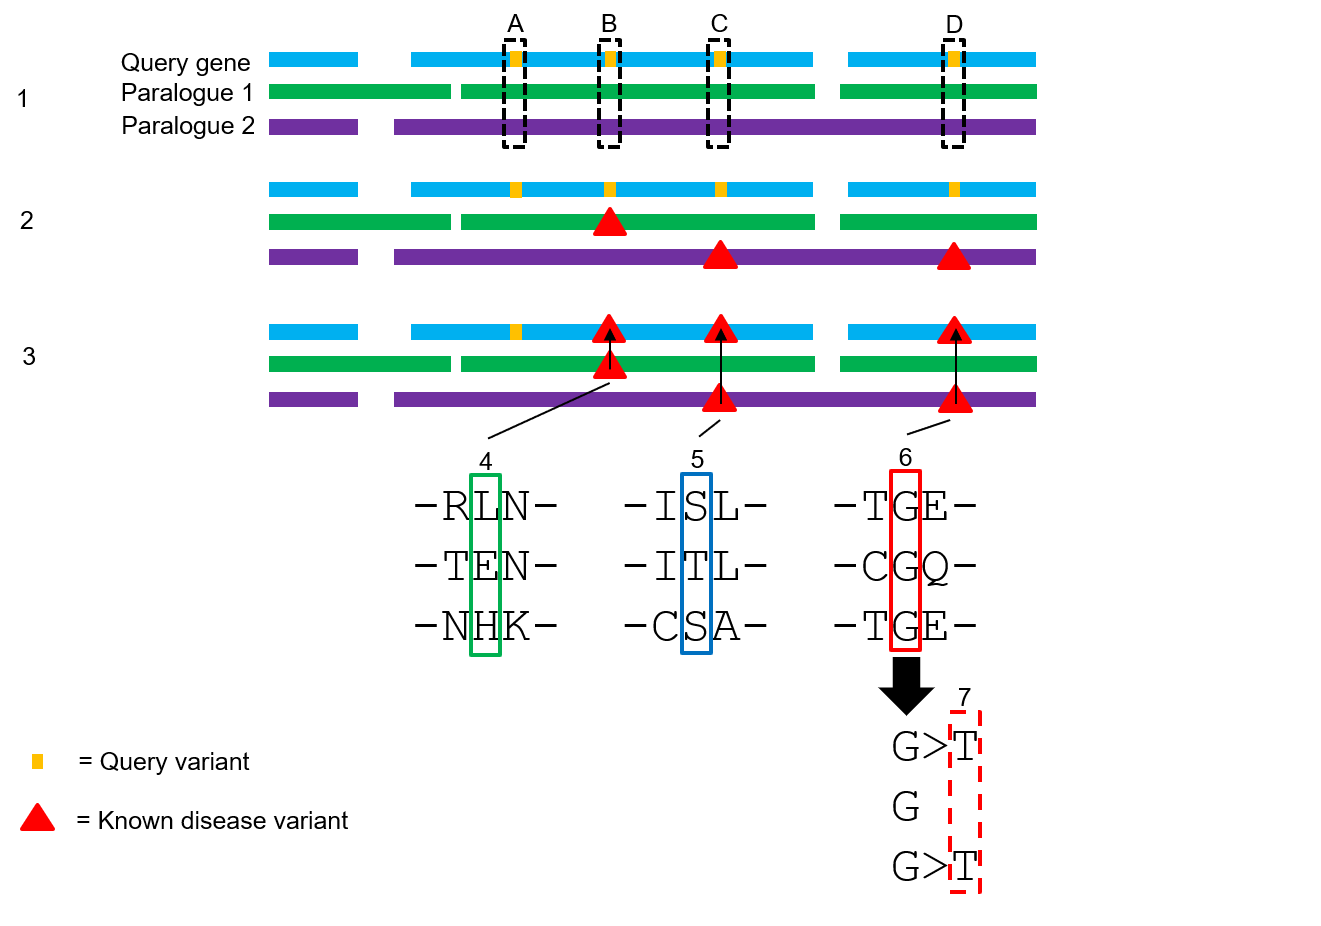 A B C D
Query gene
1 Paralogue 1
Paralogue 2
2
3
4 5 6
-RLN- -ISL- -TGE-
-TEN- -ITL- -CGQ-
-NHK- -CSA- -TGE-
7
G>T
= Query variant
G
= Known disease variant
G>T